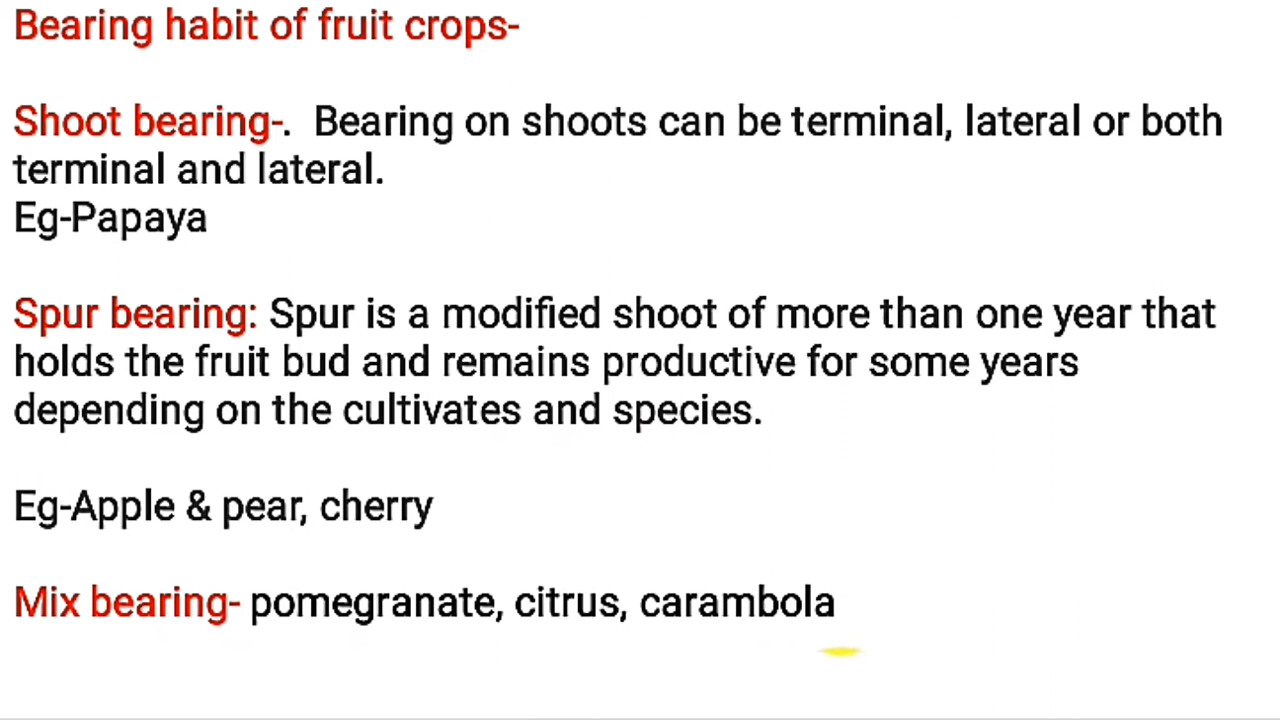 Bearing habit of fruit crops-
Shoot bearing-.  Bearing on shoots can be terminal, lateral or both
terminal and lateral.
Eg-Papaya
Spur bearing: Spur is a modified shoot of more than one year that
holds the fruit bud and remains productive for some years
depending on the cultivates and species.
Eg-Apple & pear, cherry
Mix bearing- pomegranate, citrus, carambola